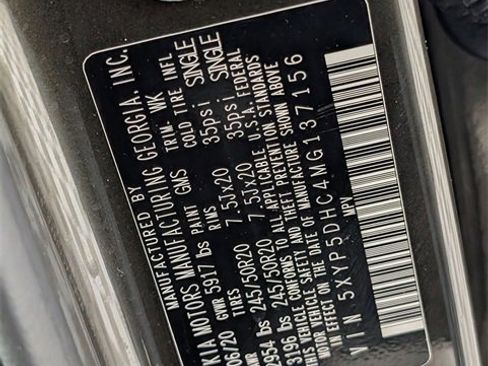 MANUFACTURED BY
KIA MOTORS MANUFACTURING GEORGIA, INC.
06/20 GVWR 5917 lbs PAINT GWS TRIM WK
TIRES RIMS COLD TIRE INFL
2954 lbs 245/50R20 7.5Jx20 35psi SINGLE
3196 lbs 245/50R20 7.5Jx20 35psi SINGLE
THIS VEHICLE CONFORMS TO ALL APPLICABLE U.S.A. FEDERAL
MOTOR VEHICLE SAFETY AND THEFT PREVENTION STANDARDS
IN EFFECT ON THE DATE OF MANUFACTURE SHOWN ABOVE
VIN 5XYP5DHC4MG137156
MPV